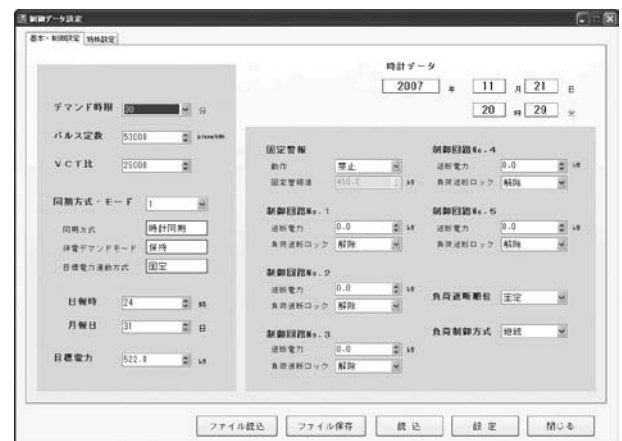 制御データ設定
基本・制御設定 特殊設定
時計データ
2007 年 11 月 21 日
20 時 29 分
デマンド時限 30 分
パルス定数 53000 pulse/kWh
VCT比 25000
同期方式・モード 1
同期方式 時計同期
停電デマンドモード 保持
目標電力連動方式 固定
日報時 24 時
月報日 31 日
目標電力 522.0 kW
固定警報
動作 禁止
固定警報値 450.0 kW
制御回路No.1
遮断電力 0.0 kW
負荷遮断ロック 解除
制御回路No.2
遮断電力 0.0 kW
負荷遮断ロック 解除
制御回路No.3
遮断電力 0.0 kW
負荷遮断ロック 解除
制御回路No.4
遮断電力 0.0 kW
負荷遮断ロック 解除
制御回路No.5
遮断電力 0.0 kW
負荷遮断ロック 解除
負荷遮断順位 固定
負荷制御方式 継続
ファイル読込 ファイル保存 読込 設定 閉じる